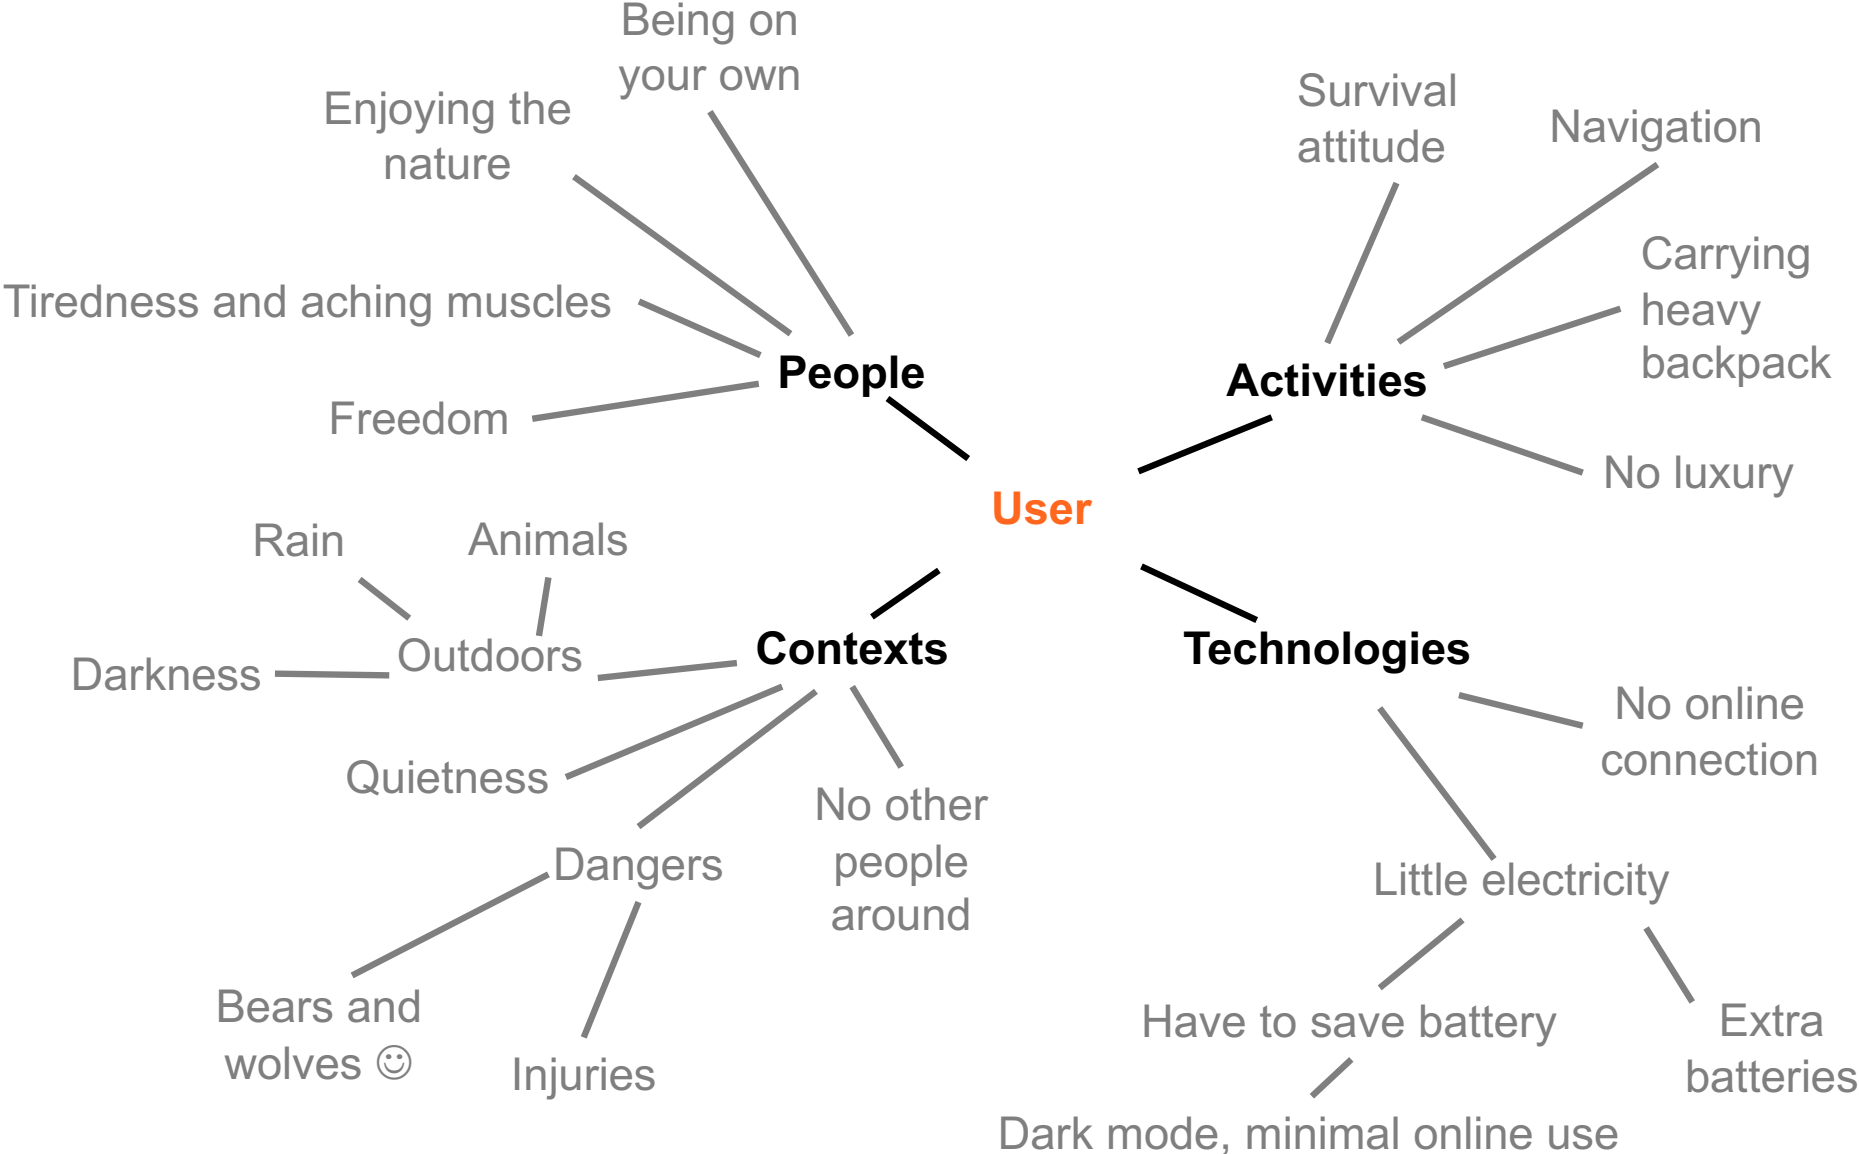 Being on
your own
Enjoying the
nature
Tiredness and aching muscles
Freedom
People
Survival
attitude
Navigation
Carrying
heavy
backpack
No luxury
Activities
User
Rain
Animals
Darkness
Outdoors
Contexts
Quietness
Dangers
No other
people
around
Bears and
wolves ☺
Injuries
Technologies
No online
connection
Little electricity
Have to save battery
Extra
batteries
Dark mode, minimal online use